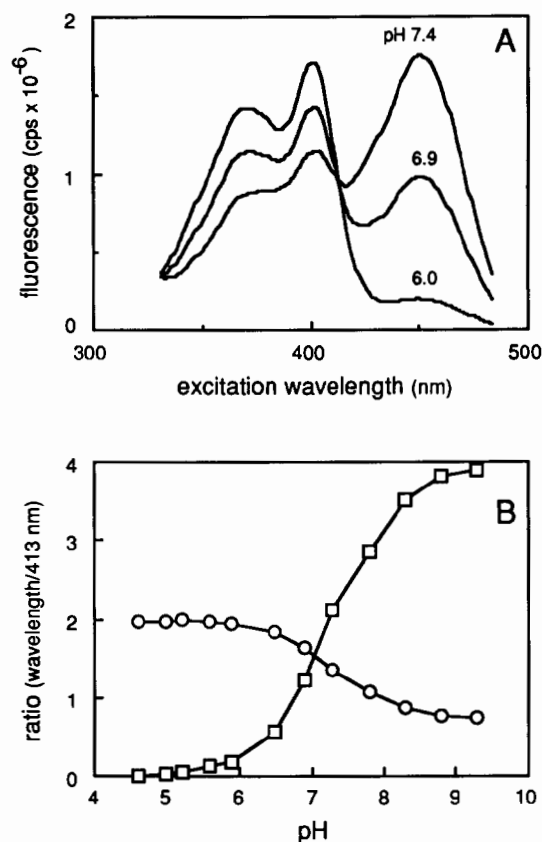 A
pH 7.4
6.9
6.0
fluorescence (cps x 10-6)
2
1
0
300
400
500
excitation wavelength (nm)
B
ratio (wavelength/413 nm)
4
3
2
1
0
4
5
6
7
8
9
10
pH